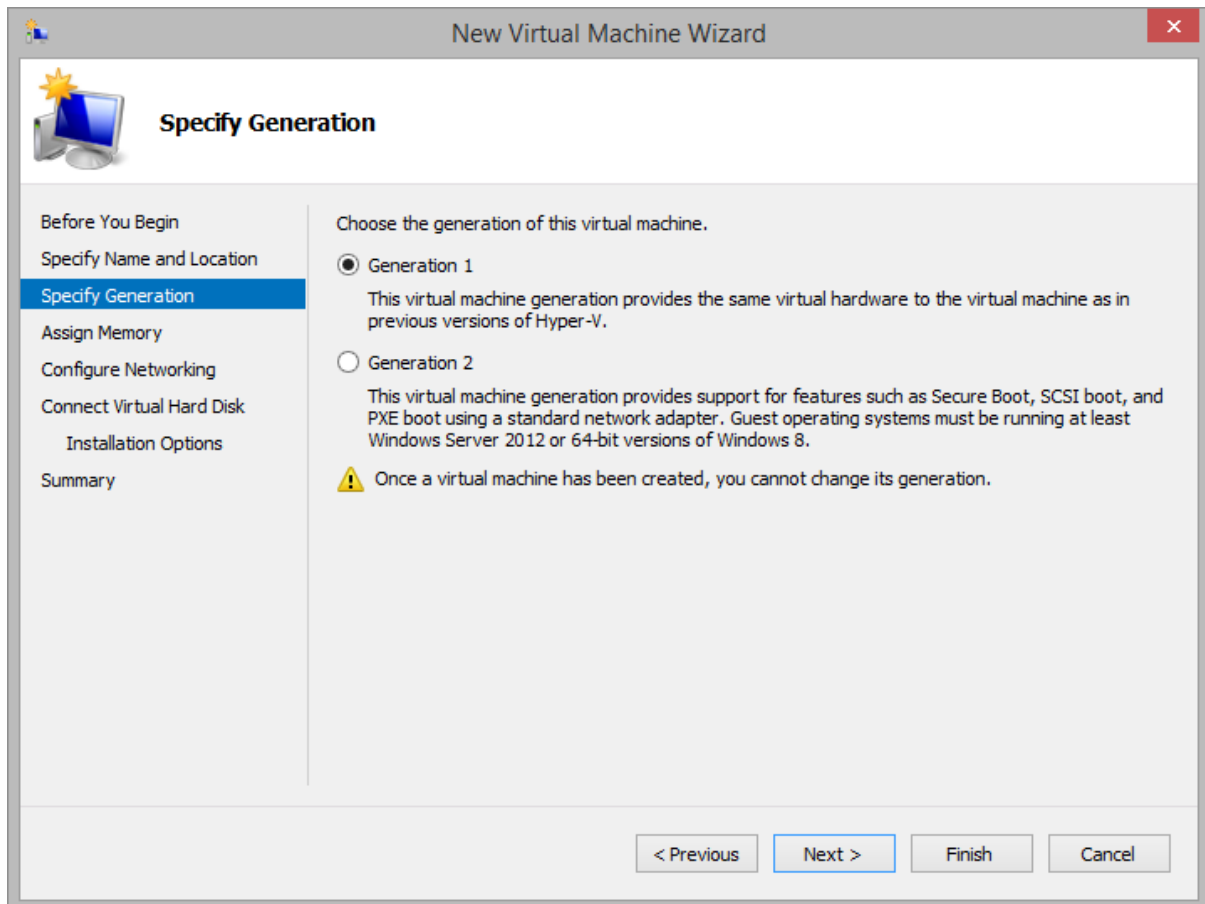 New Virtual Machine Wizard
Specify Generation
Before You Begin
Specify Name and Location
Specify Generation
Assign Memory
Configure Networking
Connect Virtual Hard Disk
Installation Options
Summary
Choose the generation of this virtual machine.
Generation 1
This virtual machine generation provides the same virtual hardware to the virtual machine as in
previous versions of Hyper-V.
Generation 2
This virtual machine generation provides support for features such as Secure Boot, SCSI boot, and
PXE boot using a standard network adapter. Guest operating systems must be running at least
Windows Server 2012 or 64-bit versions of Windows 8.
Once a virtual machine has been created, you cannot change its generation.
< Previous
Next >
Finish
Cancel